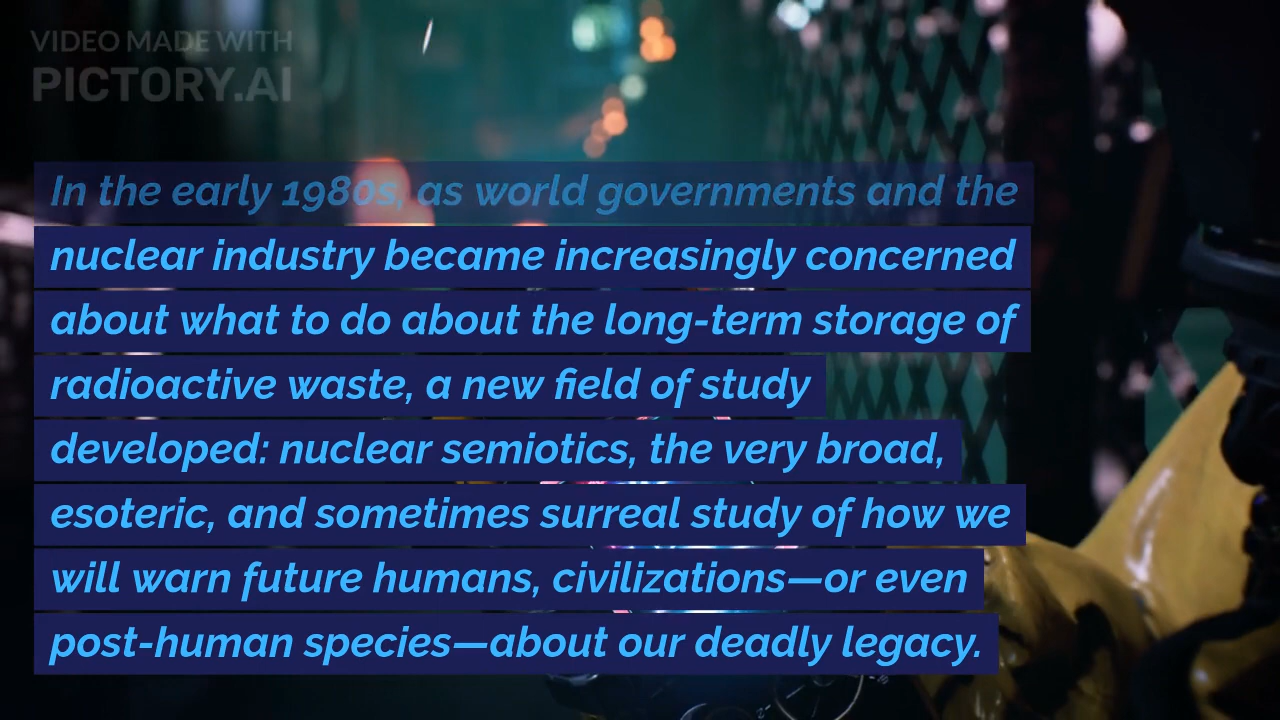 VIDEO MADE WITH
PICTORY.AI
In the early 1980s, as world governments and the
nuclear industry became increasingly concerned
about what to do about the long-term storage of
radioactive waste, a new field of study
developed: nuclear semiotics, the very broad,
esoteric, and sometimes surreal study of how we
will warn future humans, civilizations—or even
post-human species—about our deadly legacy.